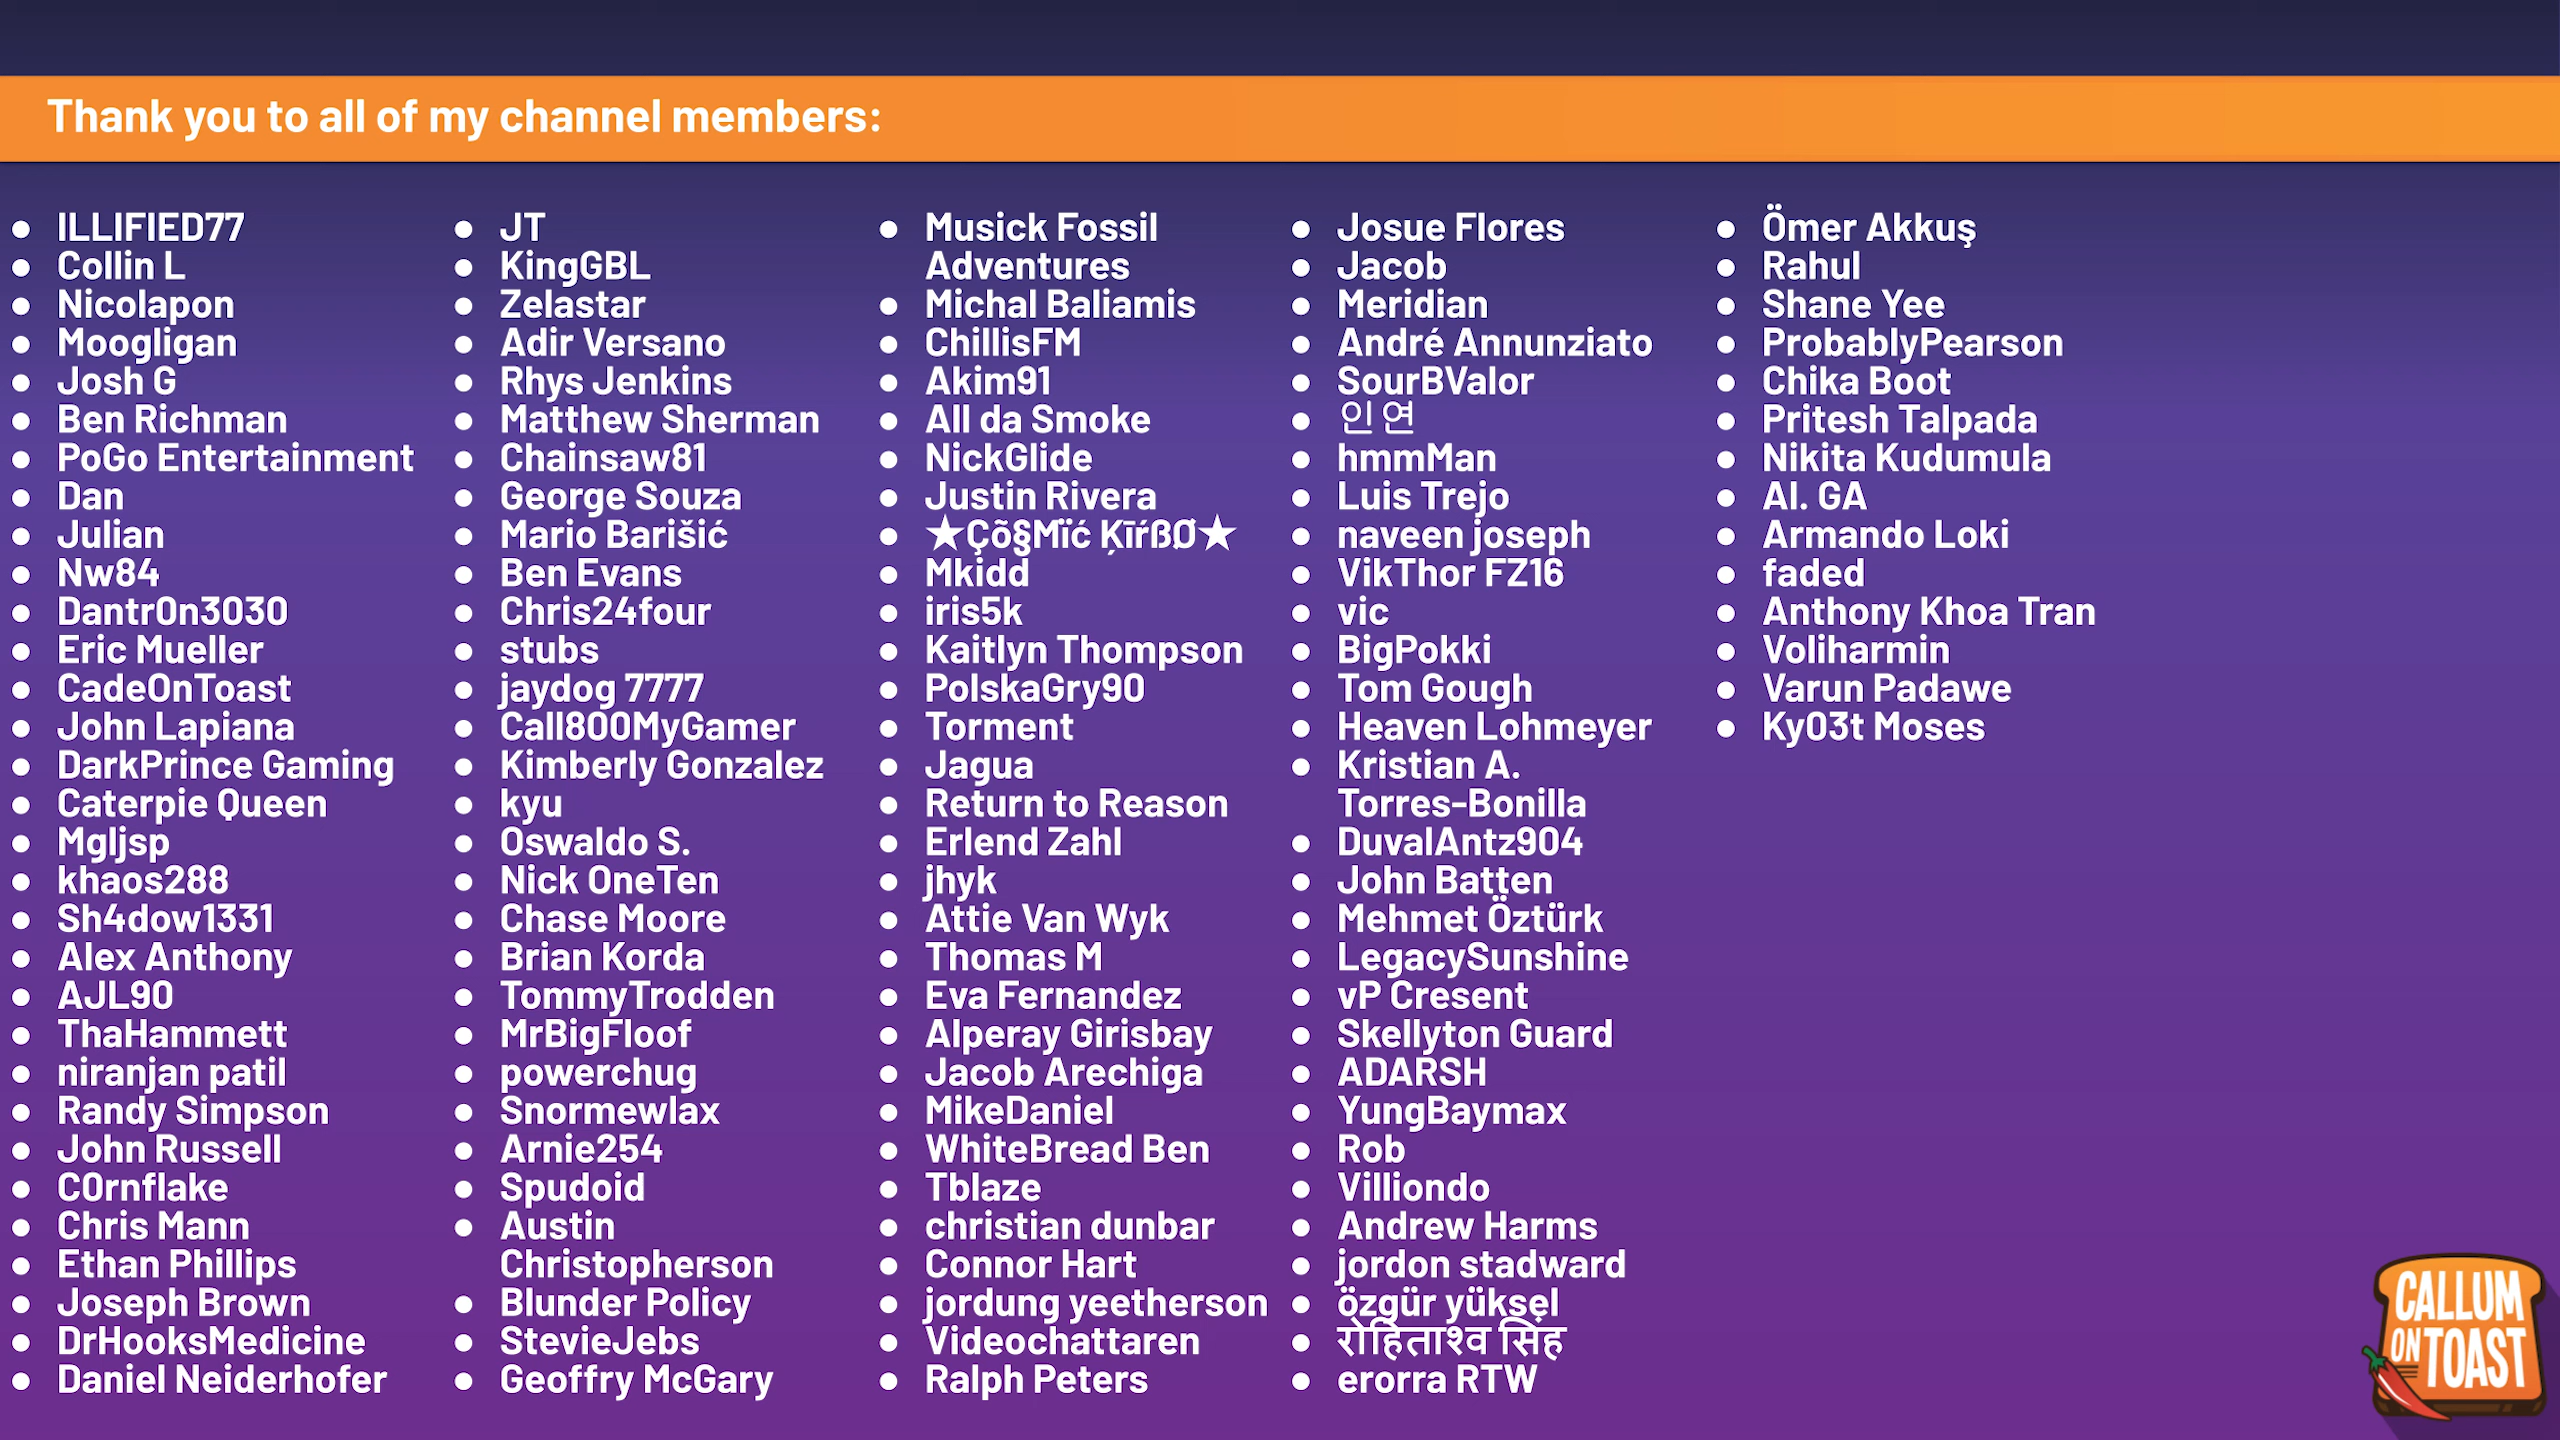 Thank you to all of my channel members:
ILLIFIED77
Collin L
Nicolapon
Moogligan
Josh G
Ben Richman
PoGo Entertainment
Dan
Julian
Nw84
Dantr0n3030
Eric Mueller
CadeOnToast
John Lapiana
DarkPrince Gaming
Caterpie Queen
Mgljsp
khaos288
Sh4dow1331
Alex Anthony
AJL90
ThaHammett
niranjan patil
Randy Simpson
John Russell
C0rnflake
Chris Mann
Ethan Phillips
Joseph Brown
DrHooksMedicine
Daniel Neiderhofer
JT
KingGBL
Zelastar
Adir Versano
Rhys Jenkins
Matthew Sherman
Chainsaw81
George Souza
Mario Barišić
Ben Evans
Chris24four
stubs
jaydog 7777
Call800MyGamer
Kimberly Gonzalez
kyu
Oswaldo S.
Nick OneTen
Chase Moore
Brian Korda
TommyTrodden
MrBigFloof
powerchug
Snormewlax
Arnie254
Spudoid
Austin
Christopherson
Blunder Policy
StevieJebs
Geoffry McGary
Musick Fossil
Adventures
Michal Baliamis
ChillisFM
Akim91
All da Smoke
NickGlide
Justin Rivera
★Çõ§Mïć ĶīŕßØ★
Mkidd
iris5k
Kaitlyn Thompson
PolskaGry90
Torment
Jagua
Return to Reason
Erlend Zahl
jhyk
Attie Van Wyk
Thomas M
Eva Fernandez
Alperay Girisbay
Jacob Arechiga
MikeDaniel
WhiteBread Ben
Tblaze
christian dunbar
Connor Hart
jordung yeetherson
Videochattaren
Ralph Peters
Josue Flores
Jacob
Meridian
André Annunziato
SourBValor
인연
hmmMan
Luis Trejo
naveen joseph
VikThor FZ16
vic
BigPokki
Tom Gough
Heaven Lohmeyer
Kristian A.
Torres-Bonilla
DuvalAntz904
John Batten
Mehmet Öztürk
LegacySunshine
vP Cresent
Skellyton Guard
ADARSH
YungBaymax
Rob
Villiondo
Andrew Harms
jordon stadward
özgür yüksel
रोहिताश्व सिंह
erorra RTW
Ömer Akkuş
Rahul
Shane Yee
ProbablyPearson
Chika Boot
Pritesh Talpada
Nikita Kudumula
Al. GA
Armando Loki
faded
Anthony Khoa Tran
Voliharmin
Varun Padawe
Ky03t Moses
CALLUM
ON TOAST